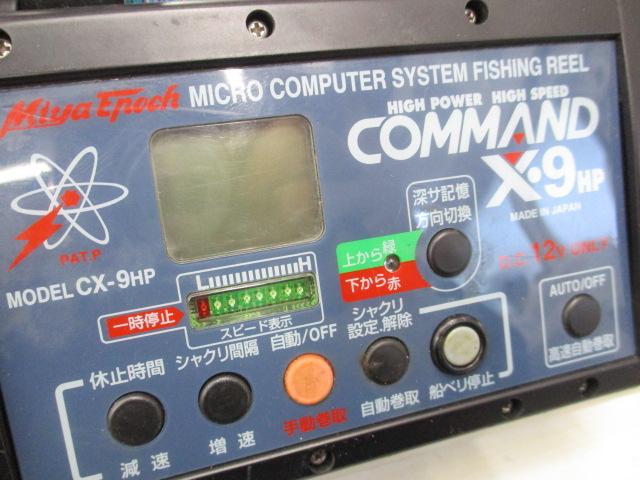 Miya Epoch MICRO COMPUTER SYSTEM FISHING REEL
HIGH POWER HIGH SPEED
COMMAND
X・9HP
MADE IN JAPAN
PAT.P.
MODEL CX-9HP
深サ記憶
方向切換
上から緑
下から赤
D.C. 12V ONLY
L H
一時停止
スピード表示
AUTO/OFF
高速自動巻取
休止時間
シャクリ間隔
自動/OFF
シャクリ
設定.解除
減速
増速
手動巻取
自動巻取
船ベリ停止